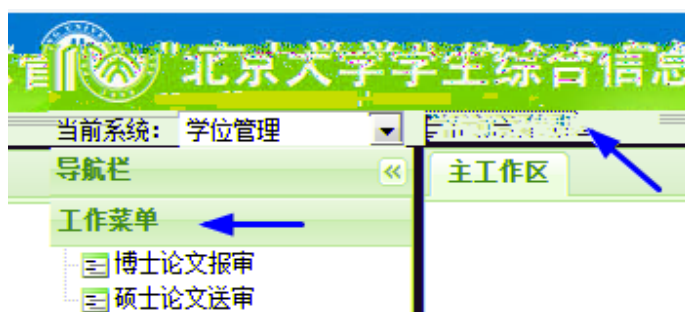 北京大学学生综合信息
当前系统: 学位管理
导航栏
主工作区
工作菜单
博士论文报审
硕士论文送审